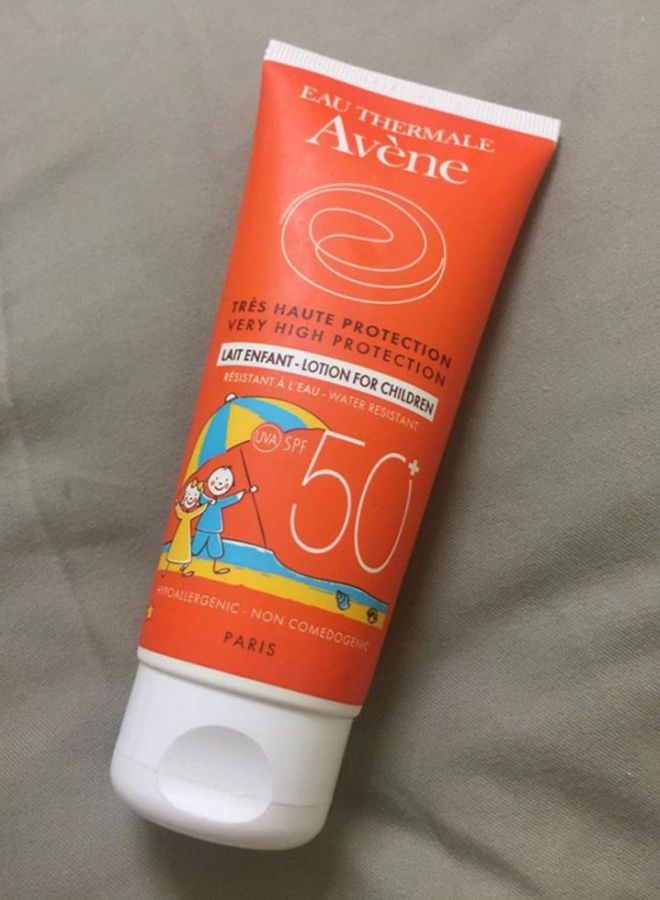 EAU THERMALE
Avène
TRÈS HAUTE PROTECTION
VERY HIGH PROTECTION
LAIT ENFANT - LOTION FOR CHILDREN
RÉSISTANT À L'EAU - WATER RESISTANT
UVA SPF 50+
HYPOALLERGENIC - NON COMEDOGENIC
PARIS